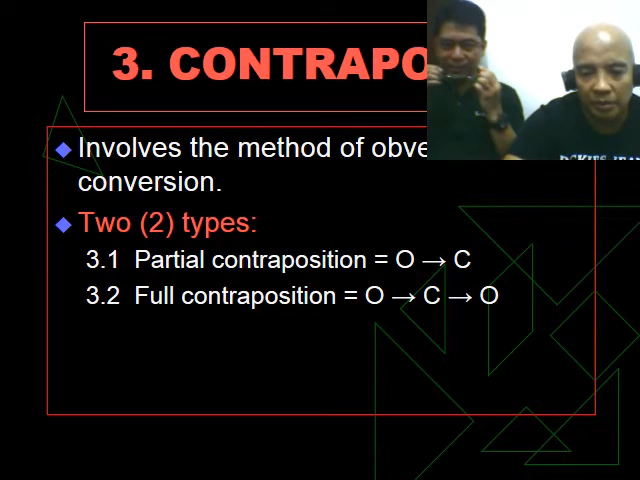 3. CONTRAPO
Involves the method of obve
conversion.
Two (2) types:
3.1 Partial contraposition = O → C
3.2 Full contraposition = O → C → O